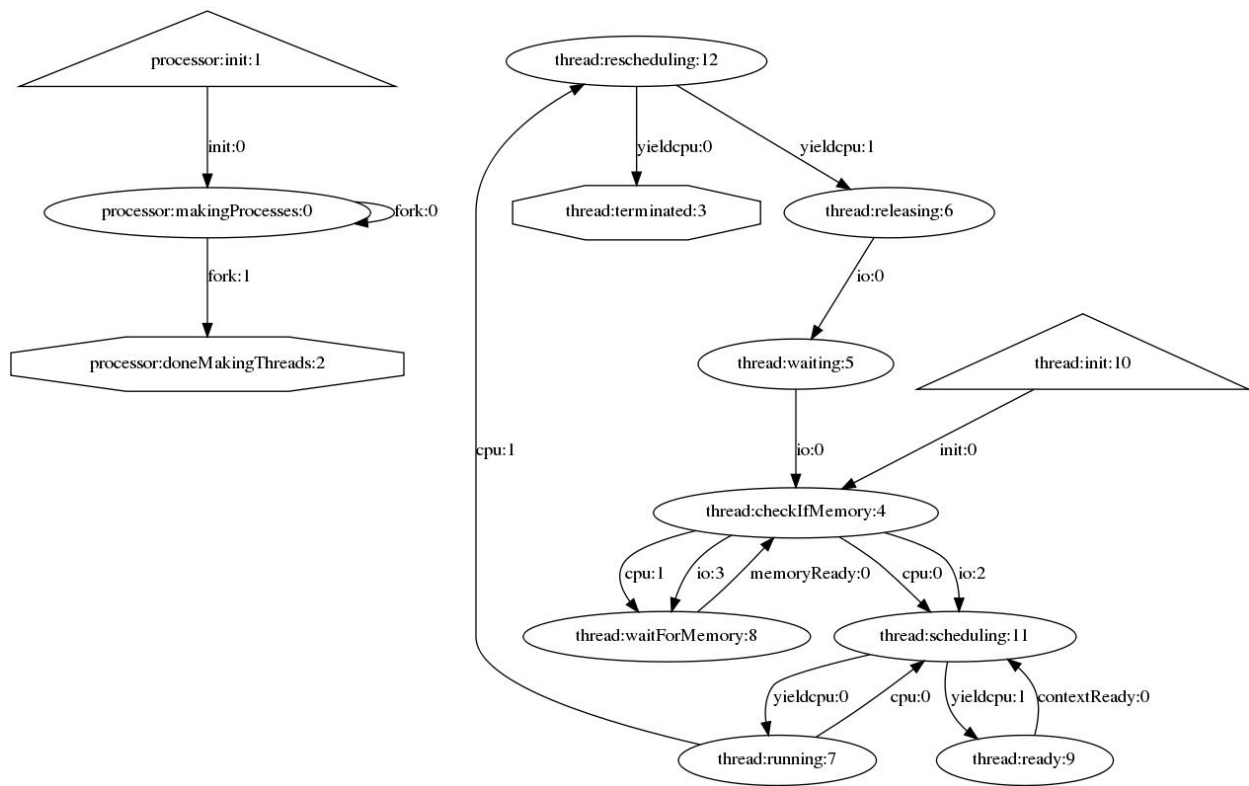 processor:init:1
thread:rescheduling:12
init:0
yieldcpu:0
yieldcpu:1
processor:makingProcesses:0
fork:0
thread:terminated:3
thread:releasing:6
fork:1
io:0
processor:doneMakingThreads:2
thread:waiting:5
thread:init:10
cpu:1
io:0
init:0
thread:checkIfMemory:4
cpu:1
io:3
memoryReady:0
cpu:0
io:2
thread:waitForMemory:8
thread:scheduling:11
yieldcpu:0
cpu:0
yieldcpu:1
contextReady:0
thread:running:7
thread:ready:9